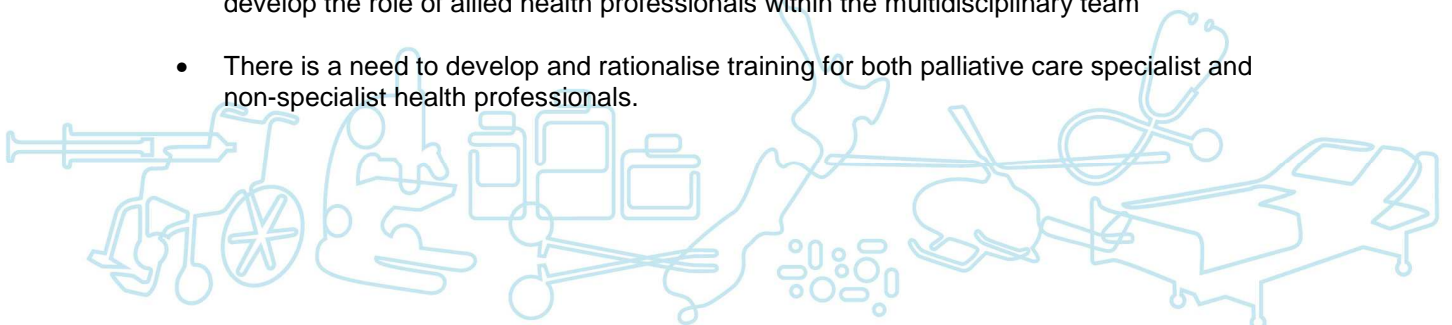 develop the role of allied health professionals within the multidisciplinary team
• There is a need to develop and rationalise training for both palliative care specialist and
non-specialist health professionals.